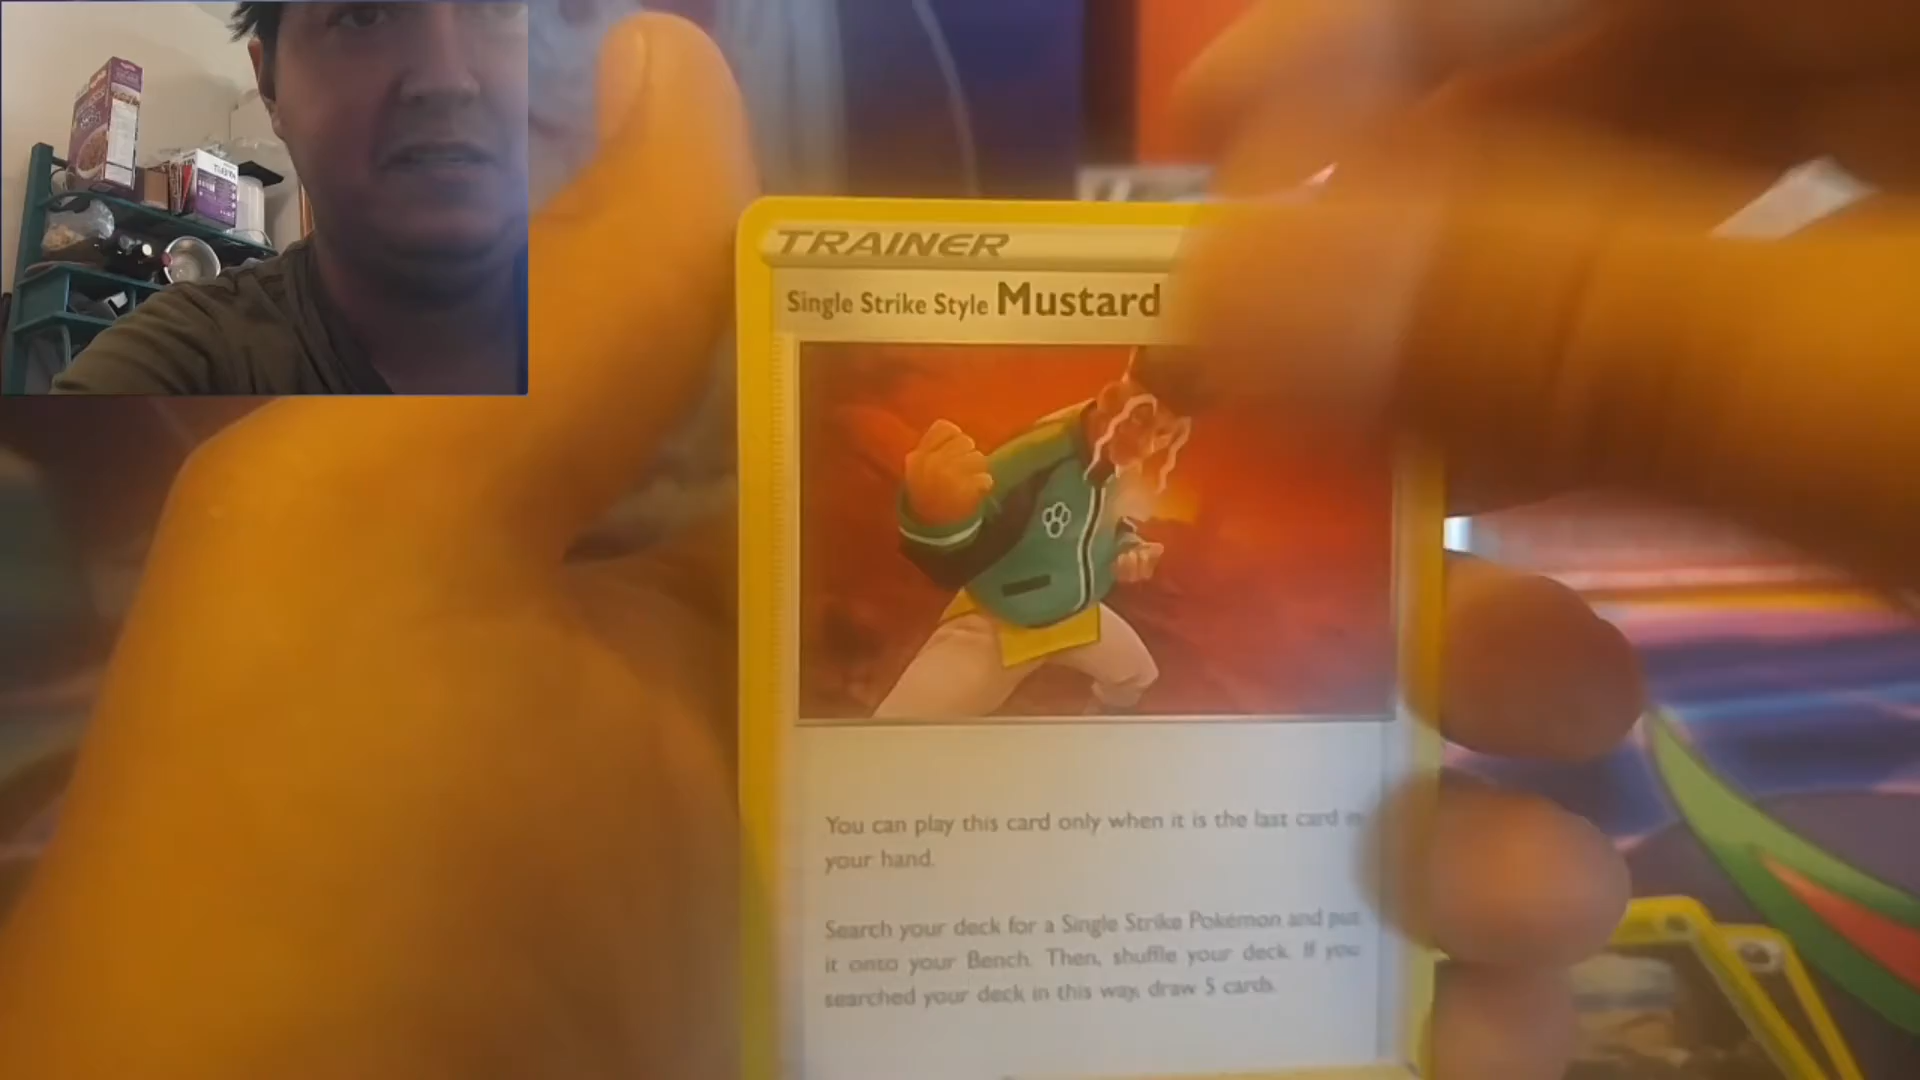 TRAINER
Single Strike Style Mustard
You can play this card only when it is the last card in
your hand.
Search your deck for a Single Strike Pokémon and put
it onto your Bench. Then, shuffle your deck. If you
searched your deck in this way, draw 5 cards.